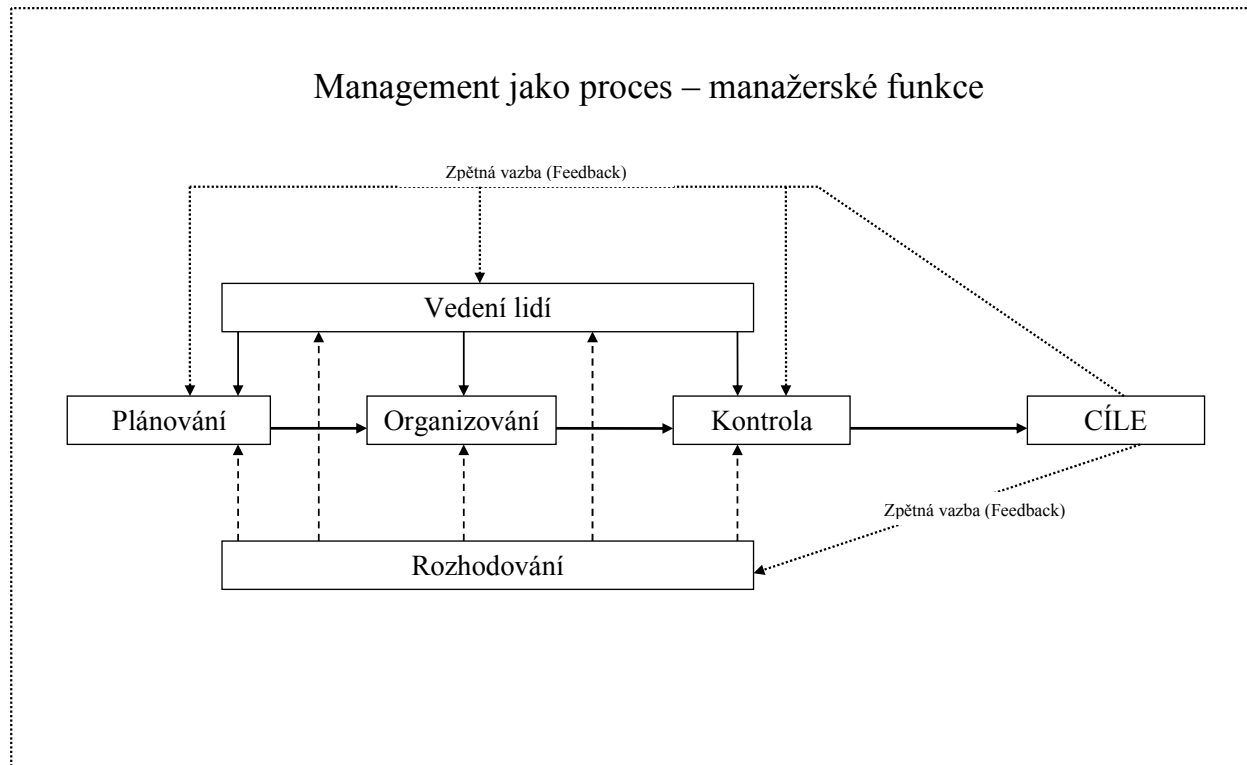 Management jako proces – manažerské funkce
Zpětná vazba (Feedback)
Vedení lidí
Plánování
Organizování
Kontrola
CÍLE
Zpětná vazba (Feedback)
Rozhodování